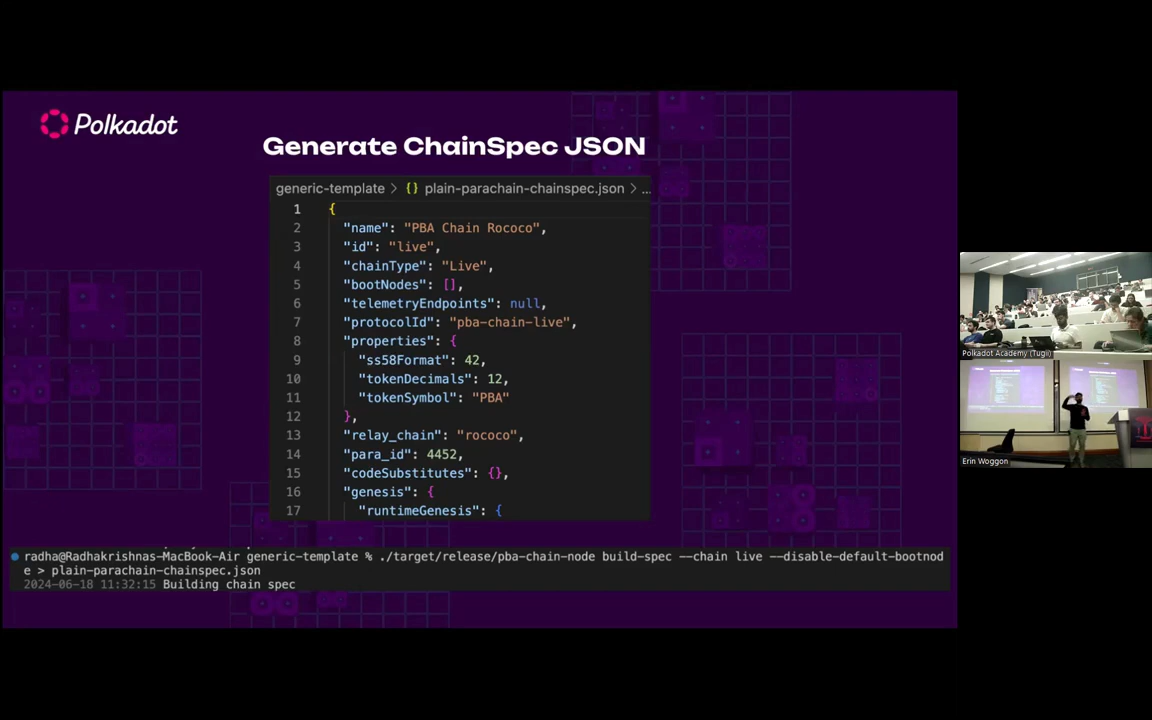 Polkadot
Generate ChainSpec JSON
generic-template > {} plain-parachain-chainspec.json > ...
1 {
2 "name": "PBA Chain Rococo",
3 "id": "live",
4 "chainType": "Live",
5 "bootNodes": [],
6 "telemetryEndpoints": null,
7 "protocolId": "pba-chain-live",
8 "properties": {
9 "ss58Format": 42,
10 "tokenDecimals": 12,
11 "tokenSymbol": "PBA"
12 },
13 "relay_chain": "rococo",
14 "para_id": 4452,
15 "codeSubstitutes": {},
16 "genesis": {
17 "runtimeGenesis": {
radha@Radhakrishnas-MacBook-Air generic-template % ./target/release/pba-chain-node build-spec --chain live --disable-default-bootnod
e > plain-parachain-chainspec.json
2024-06-18 11:32:15 Building chain spec
Polkadot Academy (Tugii)
Erin Woggon